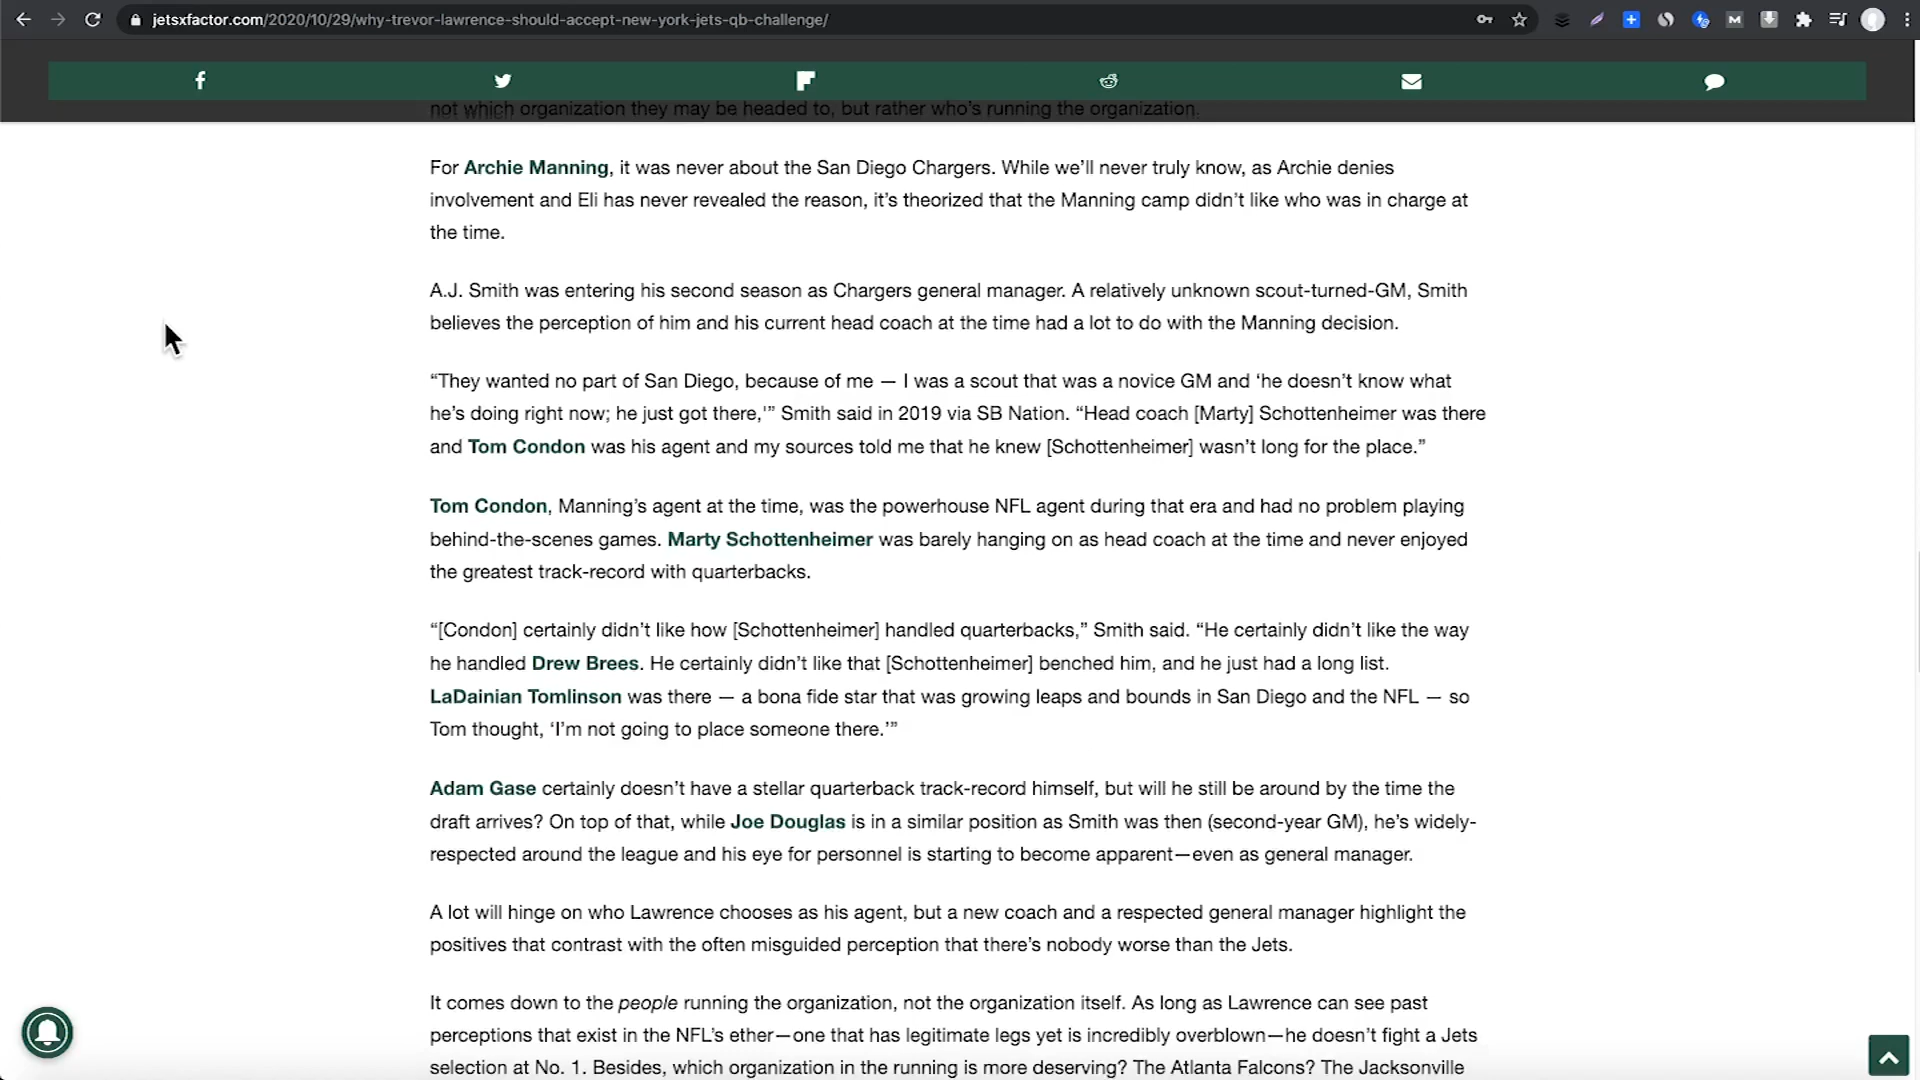 jetsxfactor.com/2020/10/29/why-trevor-lawrence-should-accept-new-york-jets-qb-challenge/
not which organization they may be headed to, but rather who’s running the organization.
For Archie Manning, it was never about the San Diego Chargers. While we’ll never truly know, as Archie denies
involvement and Eli has never revealed the reason, it’s theorized that the Manning camp didn’t like who was in charge at
the time.
A.J. Smith was entering his second season as Chargers general manager. A relatively unknown scout-turned-GM, Smith
believes the perception of him and his current head coach at the time had a lot to do with the Manning decision.
“They wanted no part of San Diego, because of me — I was a scout that was a novice GM and ‘he doesn’t know what
he’s doing right now; he just got there,'” Smith said in 2019 via SB Nation. “Head coach [Marty] Schottenheimer was there
and Tom Condon was his agent and my sources told me that he knew [Schottenheimer] wasn’t long for the place.”
Tom Condon, Manning’s agent at the time, was the powerhouse NFL agent during that era and had no problem playing
behind-the-scenes games. Marty Schottenheimer was barely hanging on as head coach at the time and never enjoyed
the greatest track-record with quarterbacks.
“[Condon] certainly didn’t like how [Schottenheimer] handled quarterbacks,” Smith said. “He certainly didn’t like the way
he handled Drew Brees. He certainly didn’t like that [Schottenheimer] benched him, and he just had a long list.
LaDainian Tomlinson was there — a bona fide star that was growing leaps and bounds in San Diego and the NFL — so
Tom thought, ‘I’m not going to place someone there.’”
Adam Gase certainly doesn’t have a stellar quarterback track-record himself, but will he still be around by the time the
draft arrives? On top of that, while Joe Douglas is in a similar position as Smith was then (second-year GM), he’s widely-
respected around the league and his eye for personnel is starting to become apparent—even as general manager.
A lot will hinge on who Lawrence chooses as his agent, but a new coach and a respected general manager highlight the
positives that contrast with the often misguided perception that there’s nobody worse than the Jets.
It comes down to the people running the organization, not the organization itself. As long as Lawrence can see past
perceptions that exist in the NFL’s ether—one that has legitimate legs yet is incredibly overblown—he doesn’t fight a Jets
selection at No. 1. Besides, which organization in the running is more deserving? The Atlanta Falcons? The Jacksonville